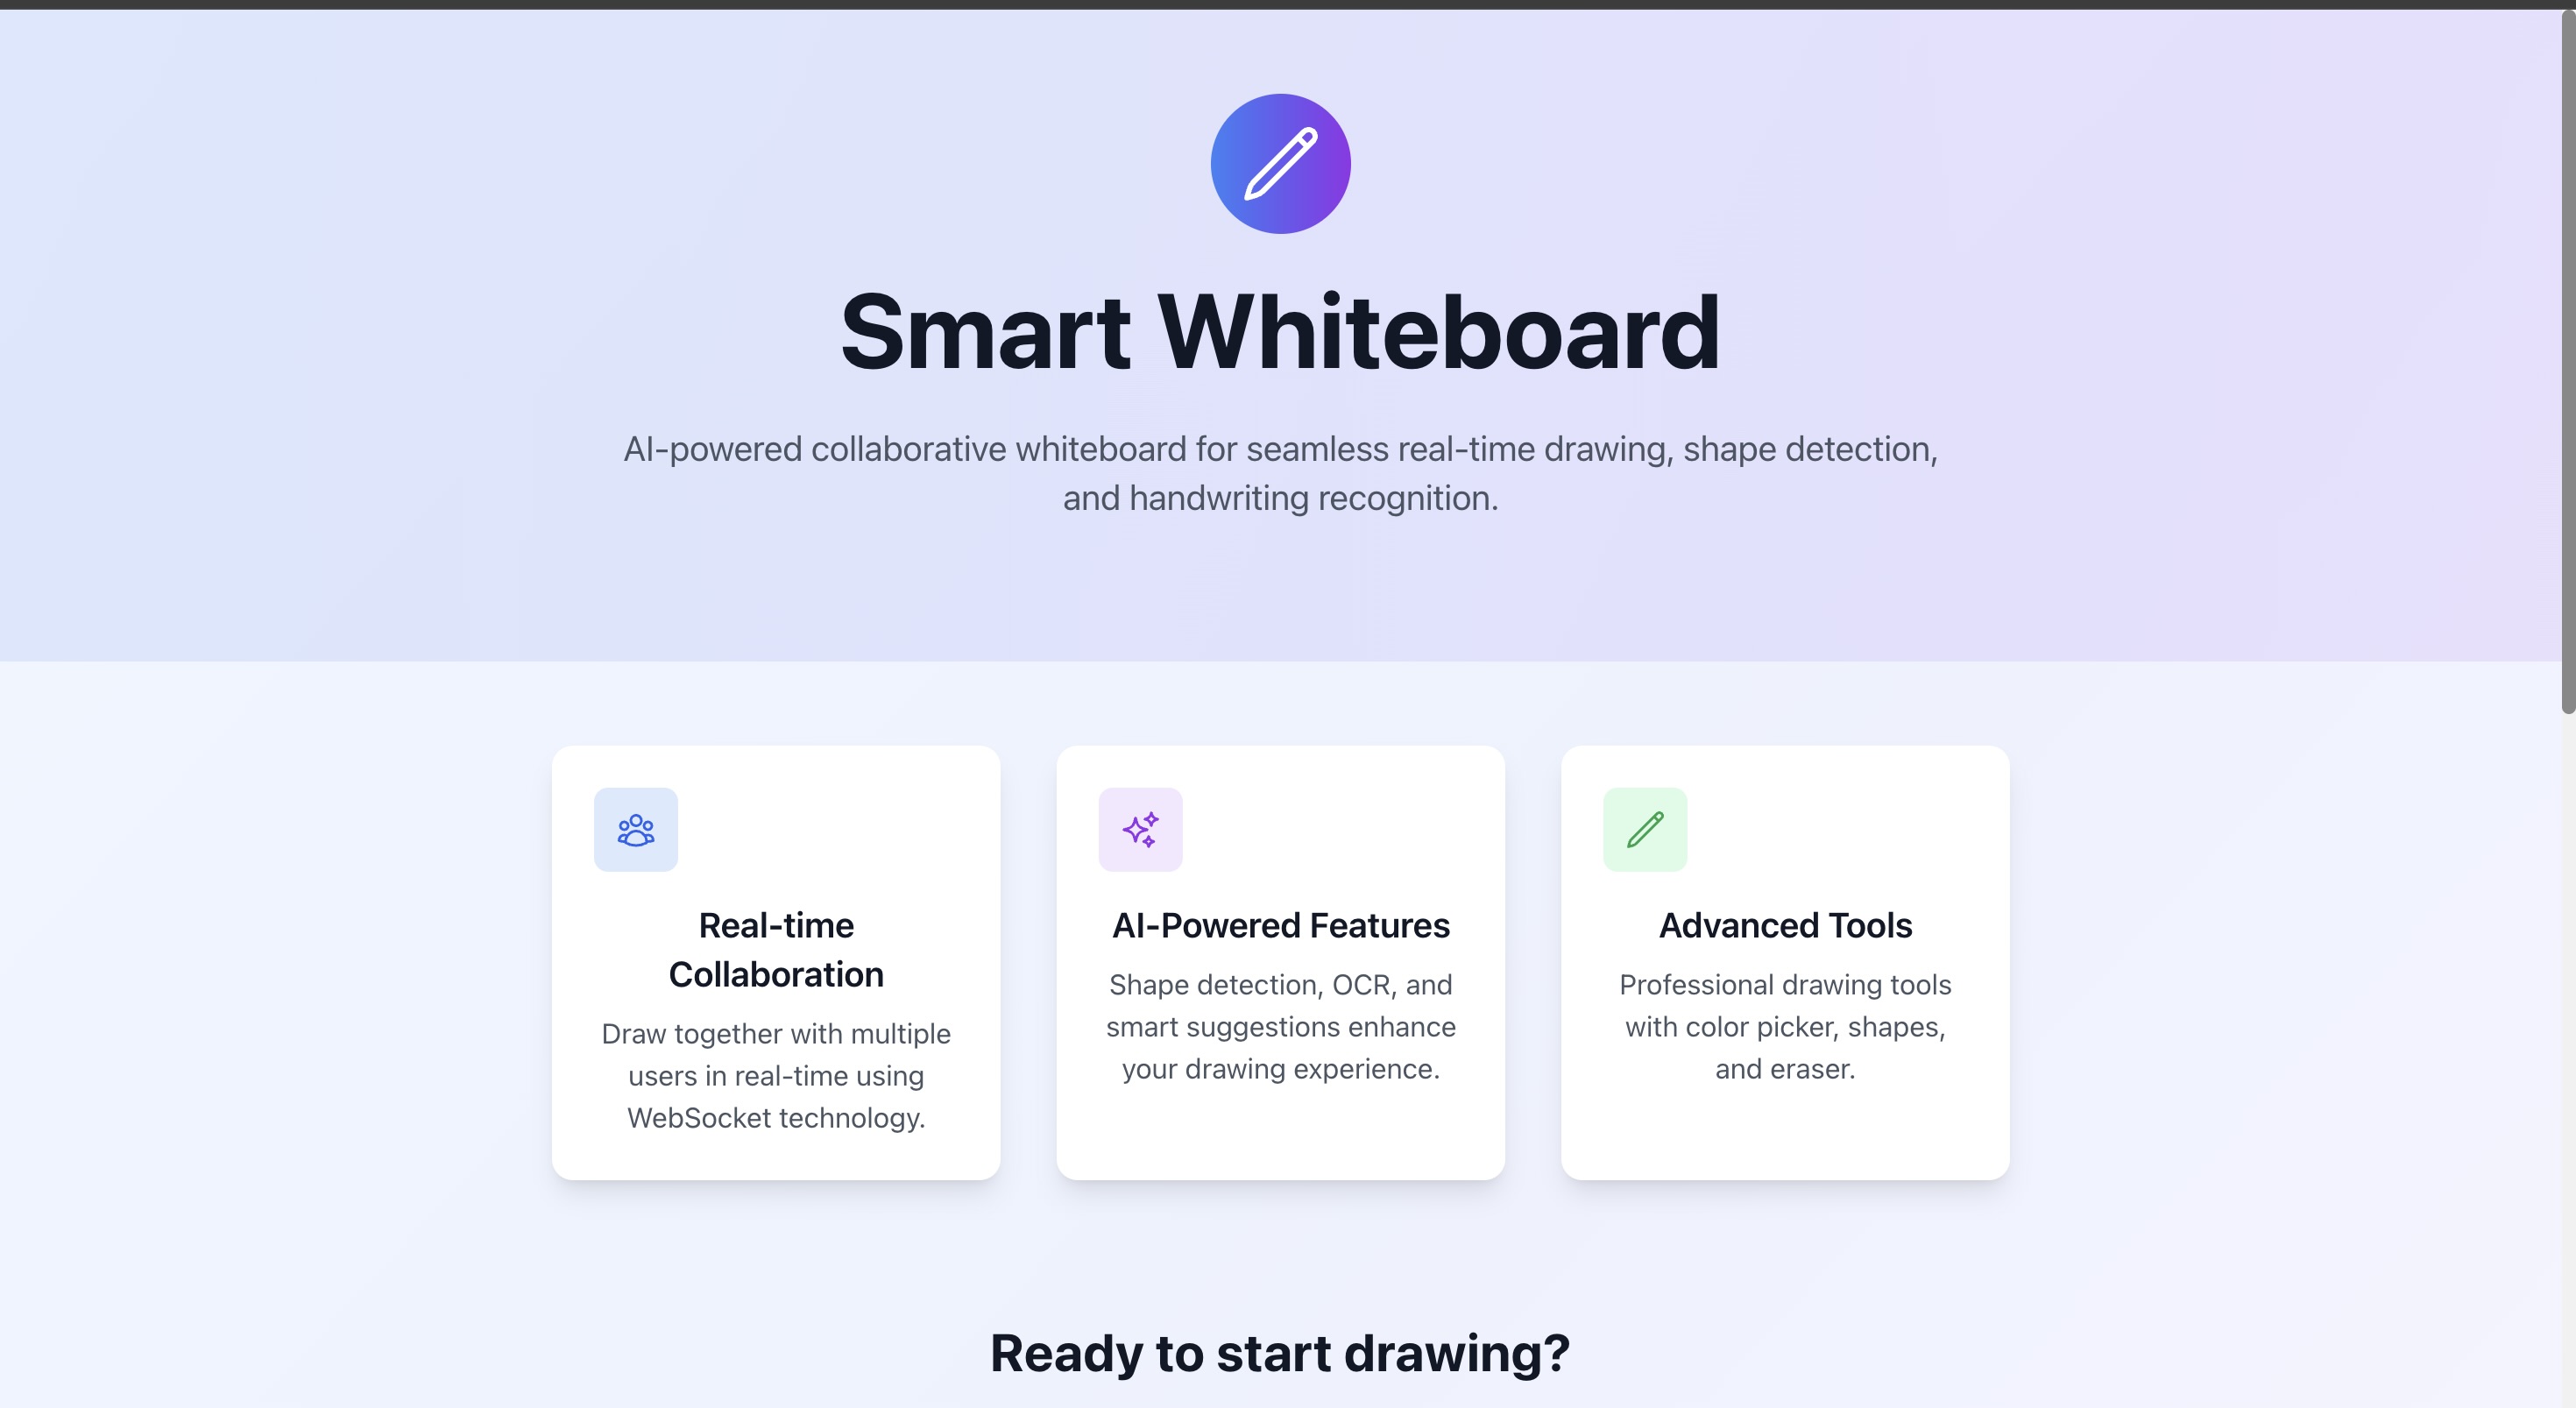 Smart Whiteboard
AI-powered collaborative whiteboard for seamless real-time drawing, shape detection,
and handwriting recognition.
Real-time
Collaboration
Draw together with multiple
users in real-time using
WebSocket technology.
AI-Powered Features
Shape detection, OCR, and
smart suggestions enhance
your drawing experience.
Advanced Tools
Professional drawing tools
with color picker, shapes,
and eraser.
Ready to start drawing?